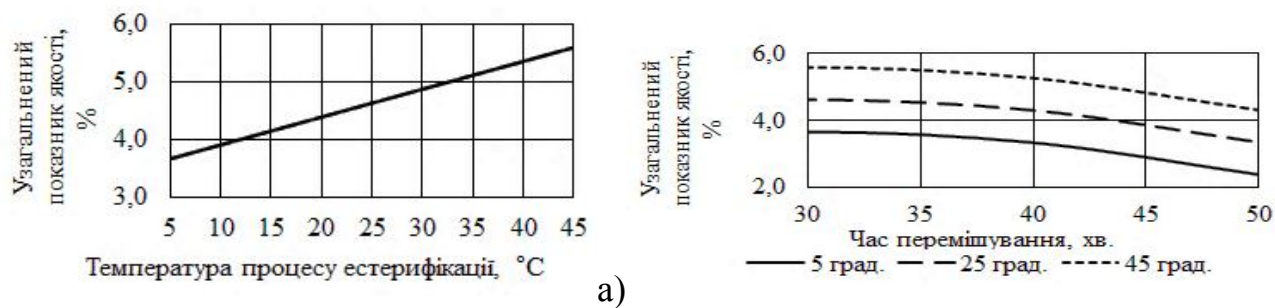 Узагальнений
показник якості,
%
6,0
5,0
4,0
3,0
5 10 15 20 25 30 35 40 45
Температура процесу естерифікації, °C
а)
Узагальнений
показник якості,
%
6,0
4,0
2,0
30 35 40 45 50
Час перемішування, хв.
5 град. 25 град. 45 град.